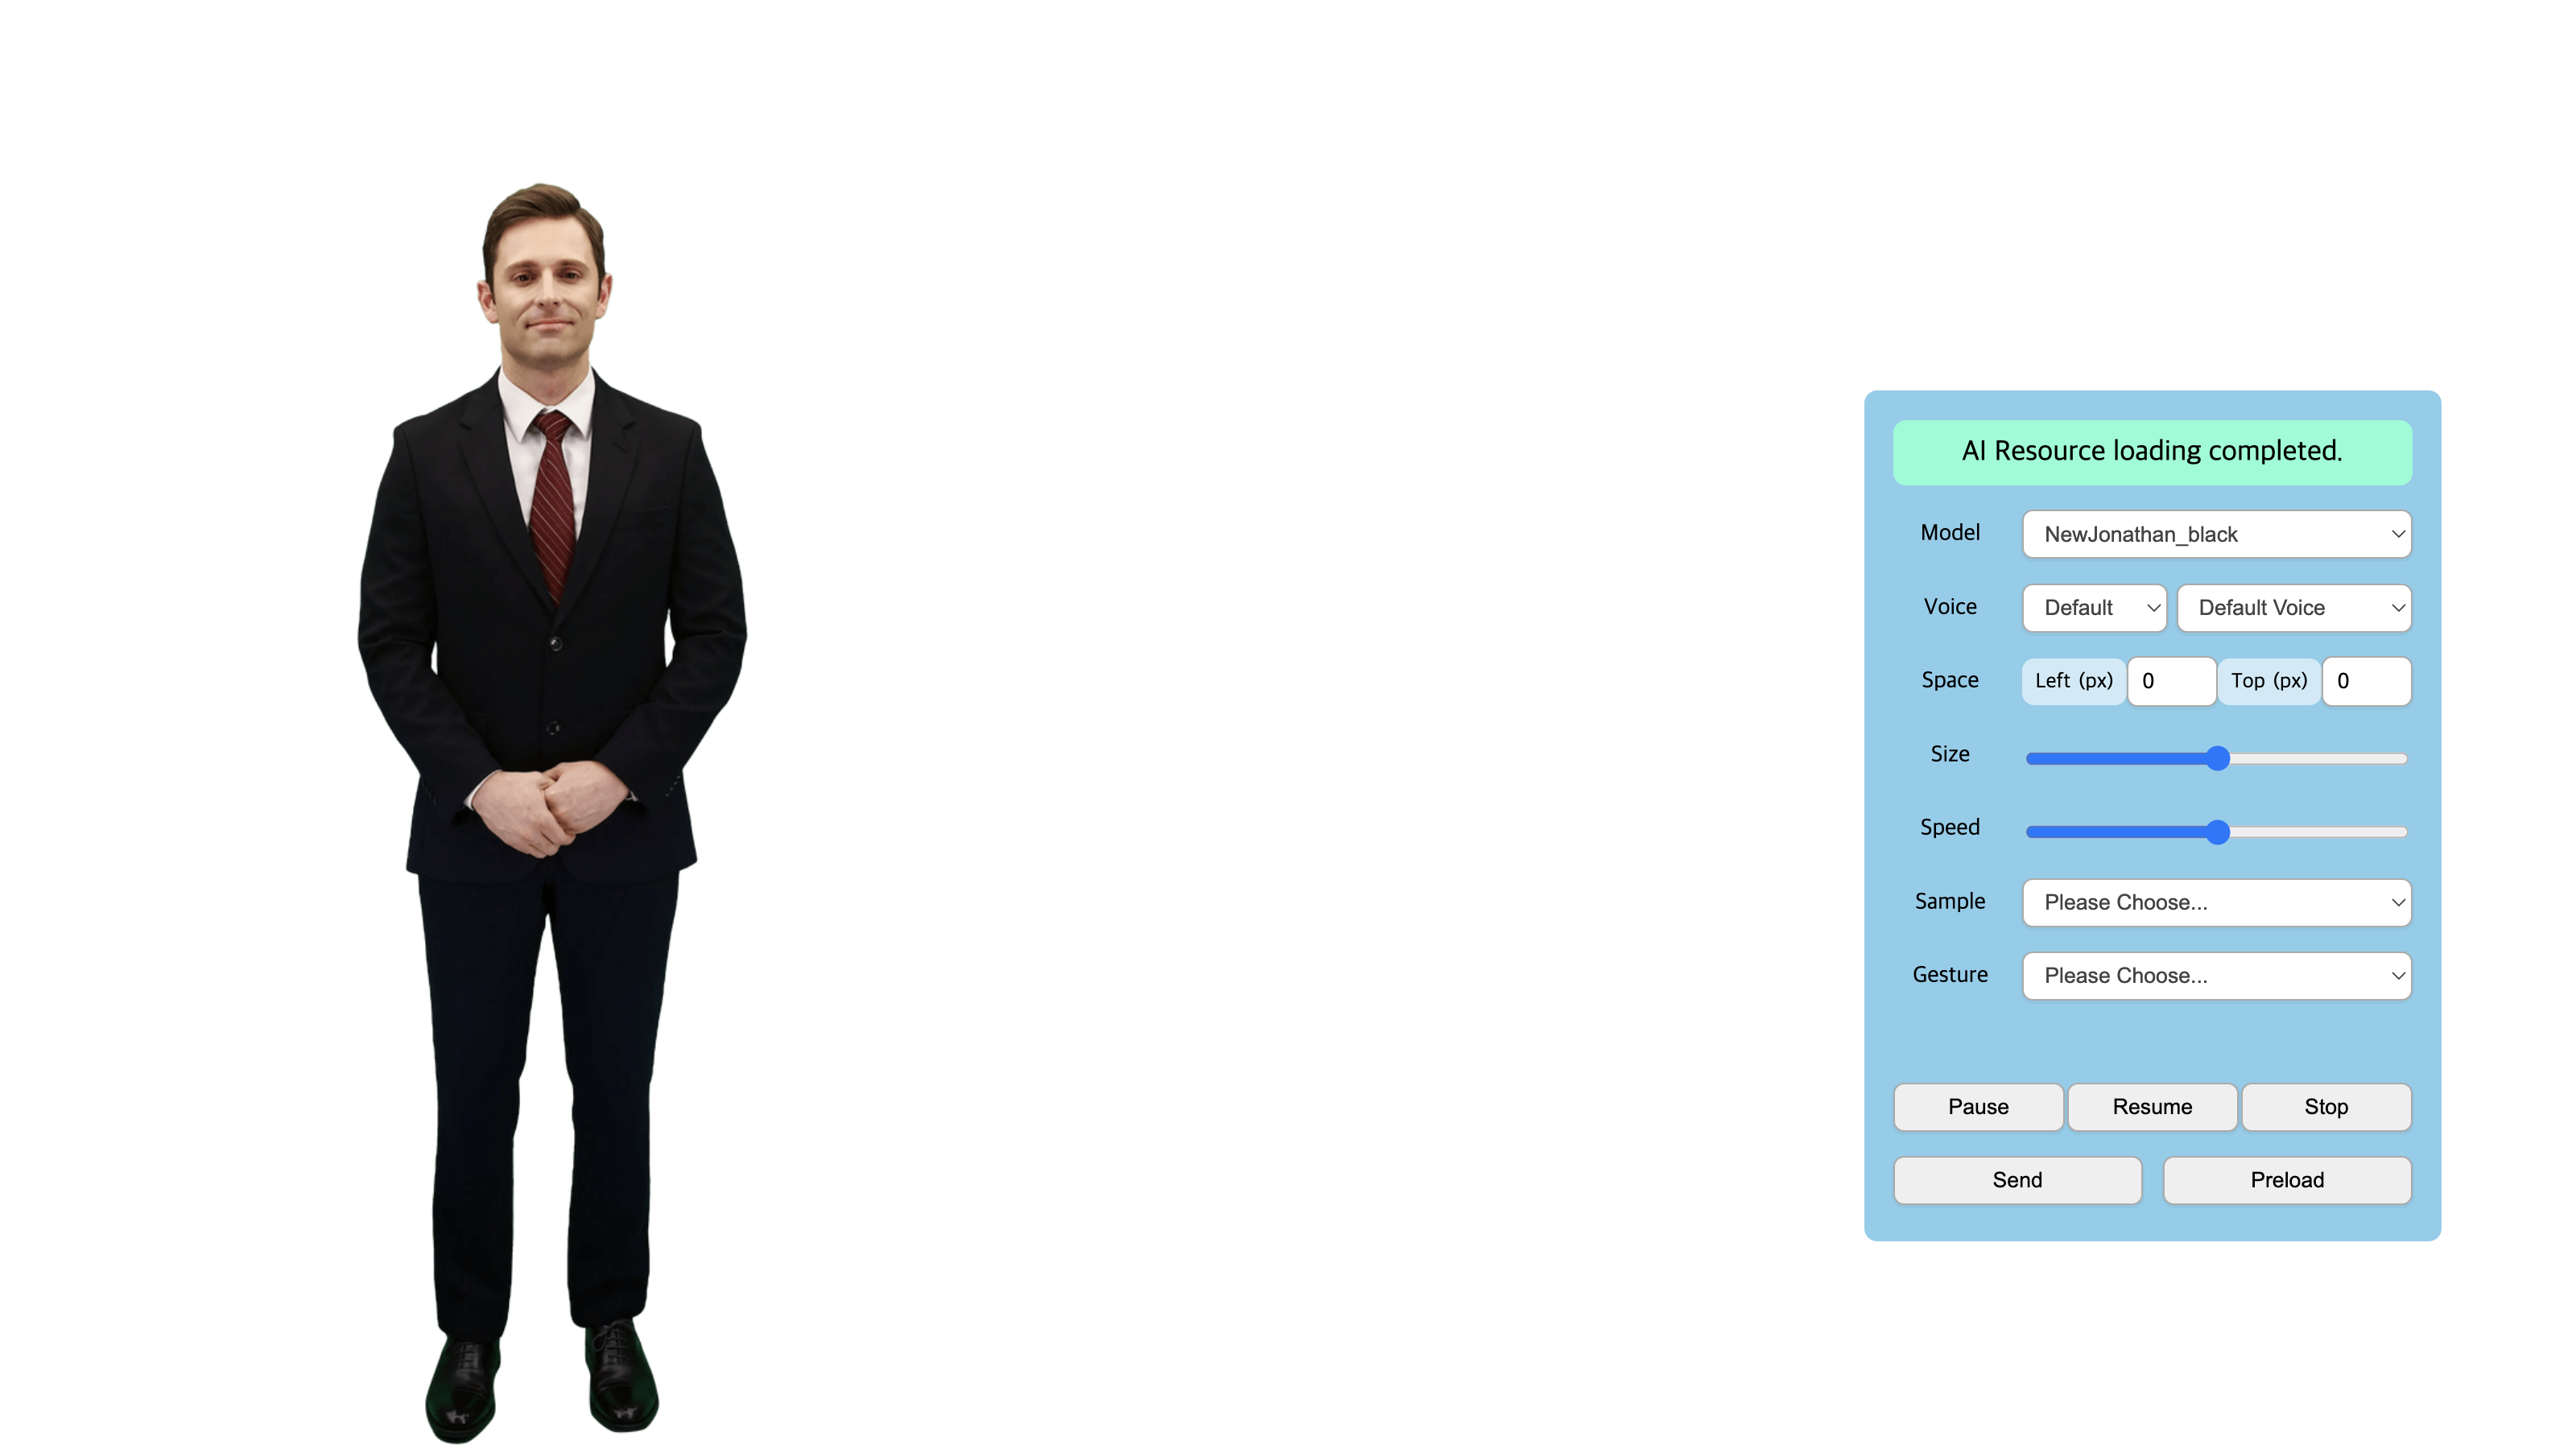 AI Resource loading completed.
Model NewJonathan_black
Voice Default Default Voice
Space Left (px) 0 Top (px) 0
Size
Speed
Sample Please Choose...
Gesture Please Choose...
Pause Resume Stop
Send Preload